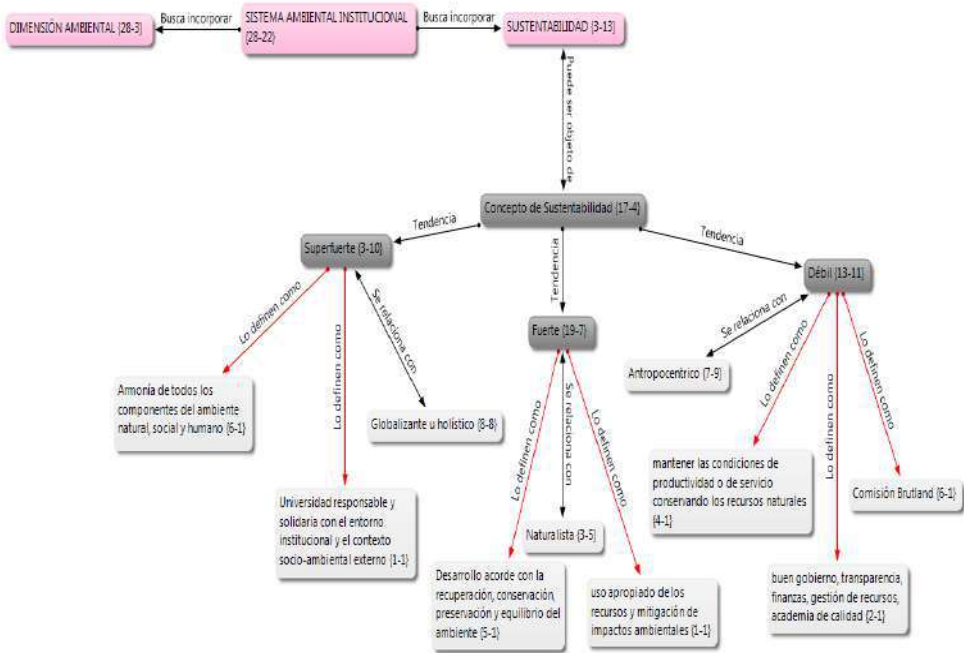 DIMENSIÓN AMBIENTAL {28-3}
Busca incorporar
SISTEMA AMBIENTAL INSTITUCIONAL
{28-22}
Busca incorporar
SUSTENTABILIDAD {3-13}
Puede ser objeto de
Concepto de Sustentabilidad {17-4}
Tendencia
Tendencia
Tendencia
Superfuerte {3-10}
Débil {13-11}
Fuerte {19-7}
Lo definen como
Lo definen como
Se relaciona con
Armonía de todos los
componentes del ambiente
natural, social y humano {6-1}
Globalizante u holístico {8-8}
Universidad responsable y
solidaria con el entorno
institucional y el contexto
socio-ambiental externo {1-1}
Lo definen como
Se relaciona con
Lo definen como
Naturalista {3-5}
Desarrollo acorde con la
recuperación, conservación,
preservación y equilibrio del
ambiente {5-1}
uso apropiado de los
recursos y mitigación de
impactos ambientales {1-1}
Se relaciona con
Antropocentrico {7-9}
Lo definen como
Lo definen como
Lo definen como
mantener las condiciones de
productividad o de servicio
conservando los recursos naturales
{4-1}
Comisión Brutland {6-1}
buen gobierno, transparencia,
finanzas, gestión de recursos,
academia de calidad {2-1}